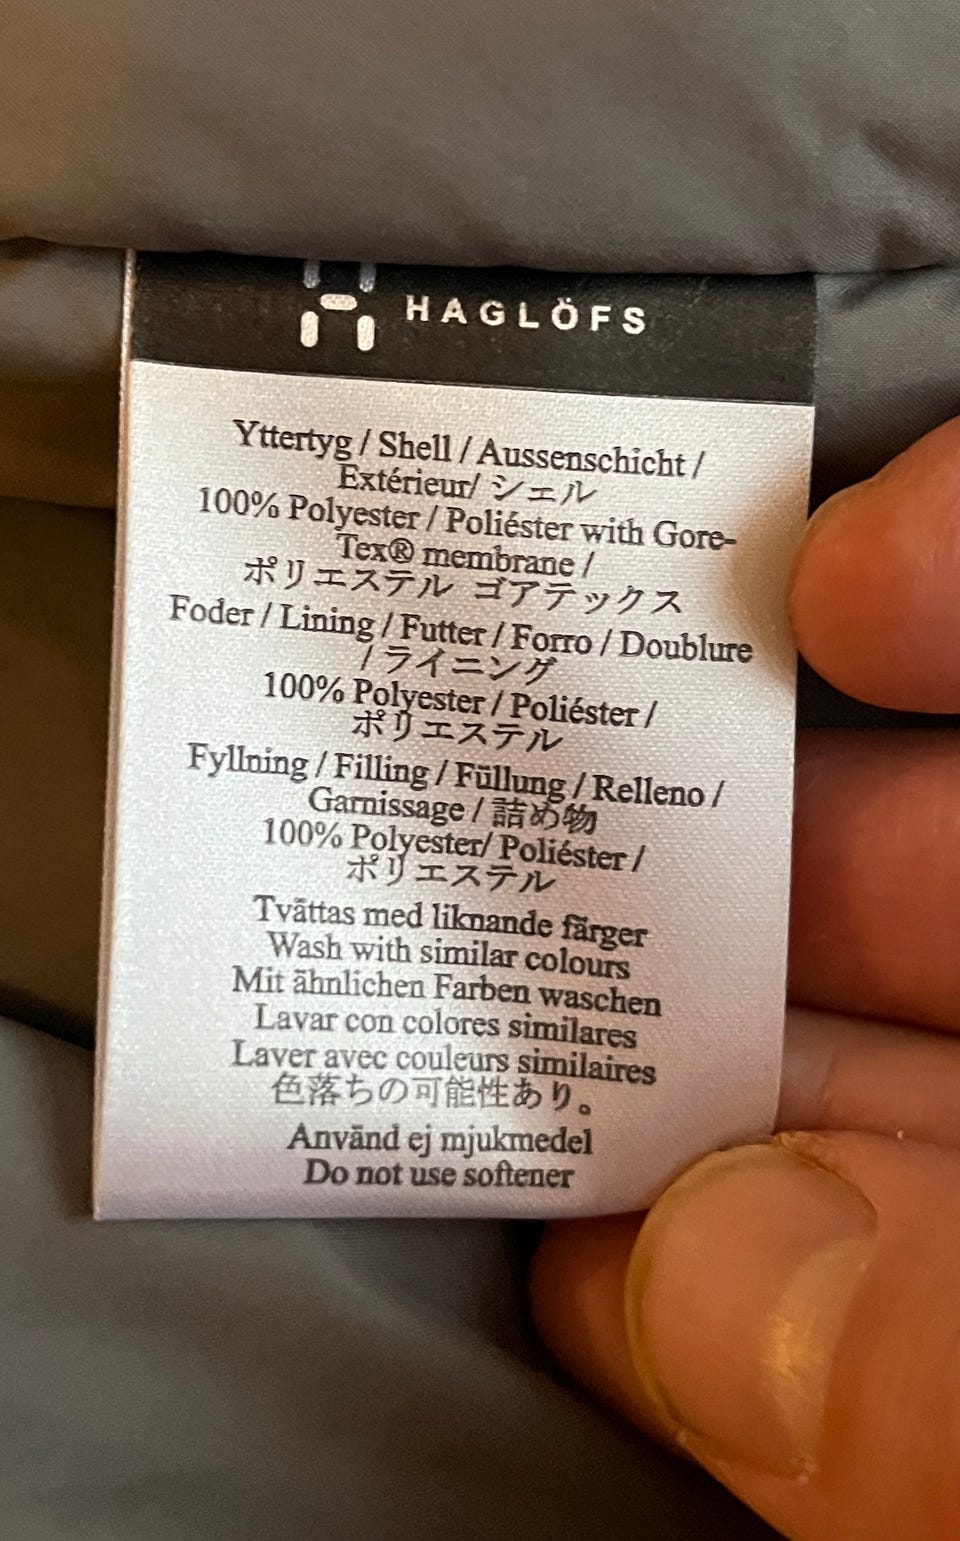 HAGLÖFS
Yttertyg / Shell / Aussenschicht /
Extérieur/ シェル
100% Polyester / Poliéster with Gore-
Tex® membrane /
ポリエステル ゴアテックス
Foder / Lining / Futter / Forro / Doublure
/ ライニング
100% Polyester / Poliéster /
ポリエステル
Fyllning / Filling / Füllung / Relleno /
Garnissage / 詰め物
100% Polyester/ Poliéster /
ポリエステル
Tvättas med liknande färger
Wash with similar colours
Mit ähnlichen Farben waschen
Lavar con colores similares
Laver avec couleurs similaires
色落ちの可能性あり。
Använd ej mjukmedel
Do not use softener